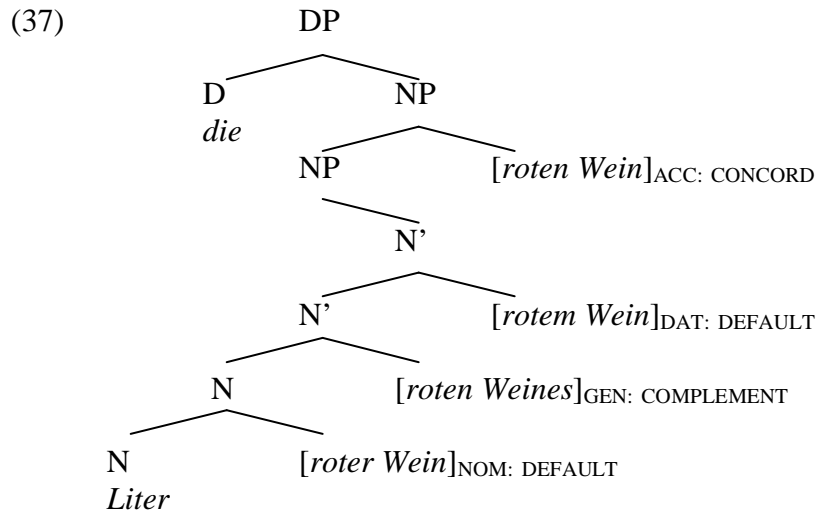 (37) DP
D NP
die
NP [roten Wein]ACC: CONCORD
N’
N’ [rotem Wein]DAT: DEFAULT
N [roten Weines]GEN: COMPLEMENT
N [roter Wein]NOM: DEFAULT
Liter